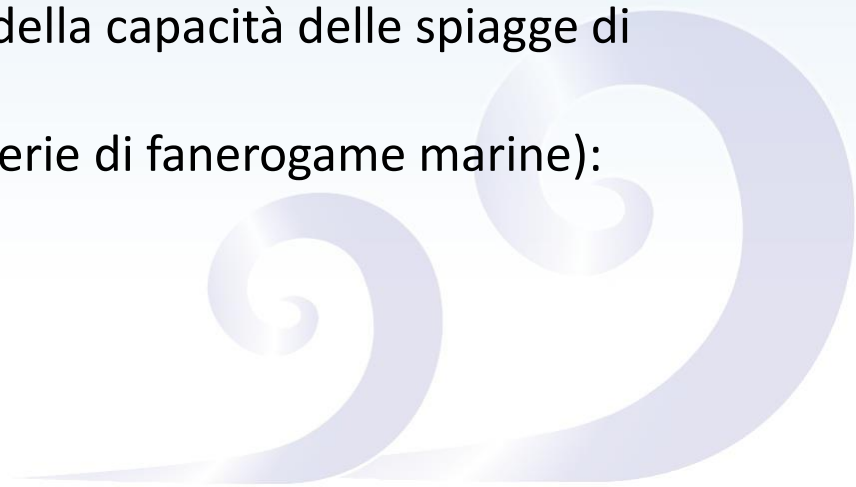 della capacità delle spiagge di
erie di fanerogame marine):